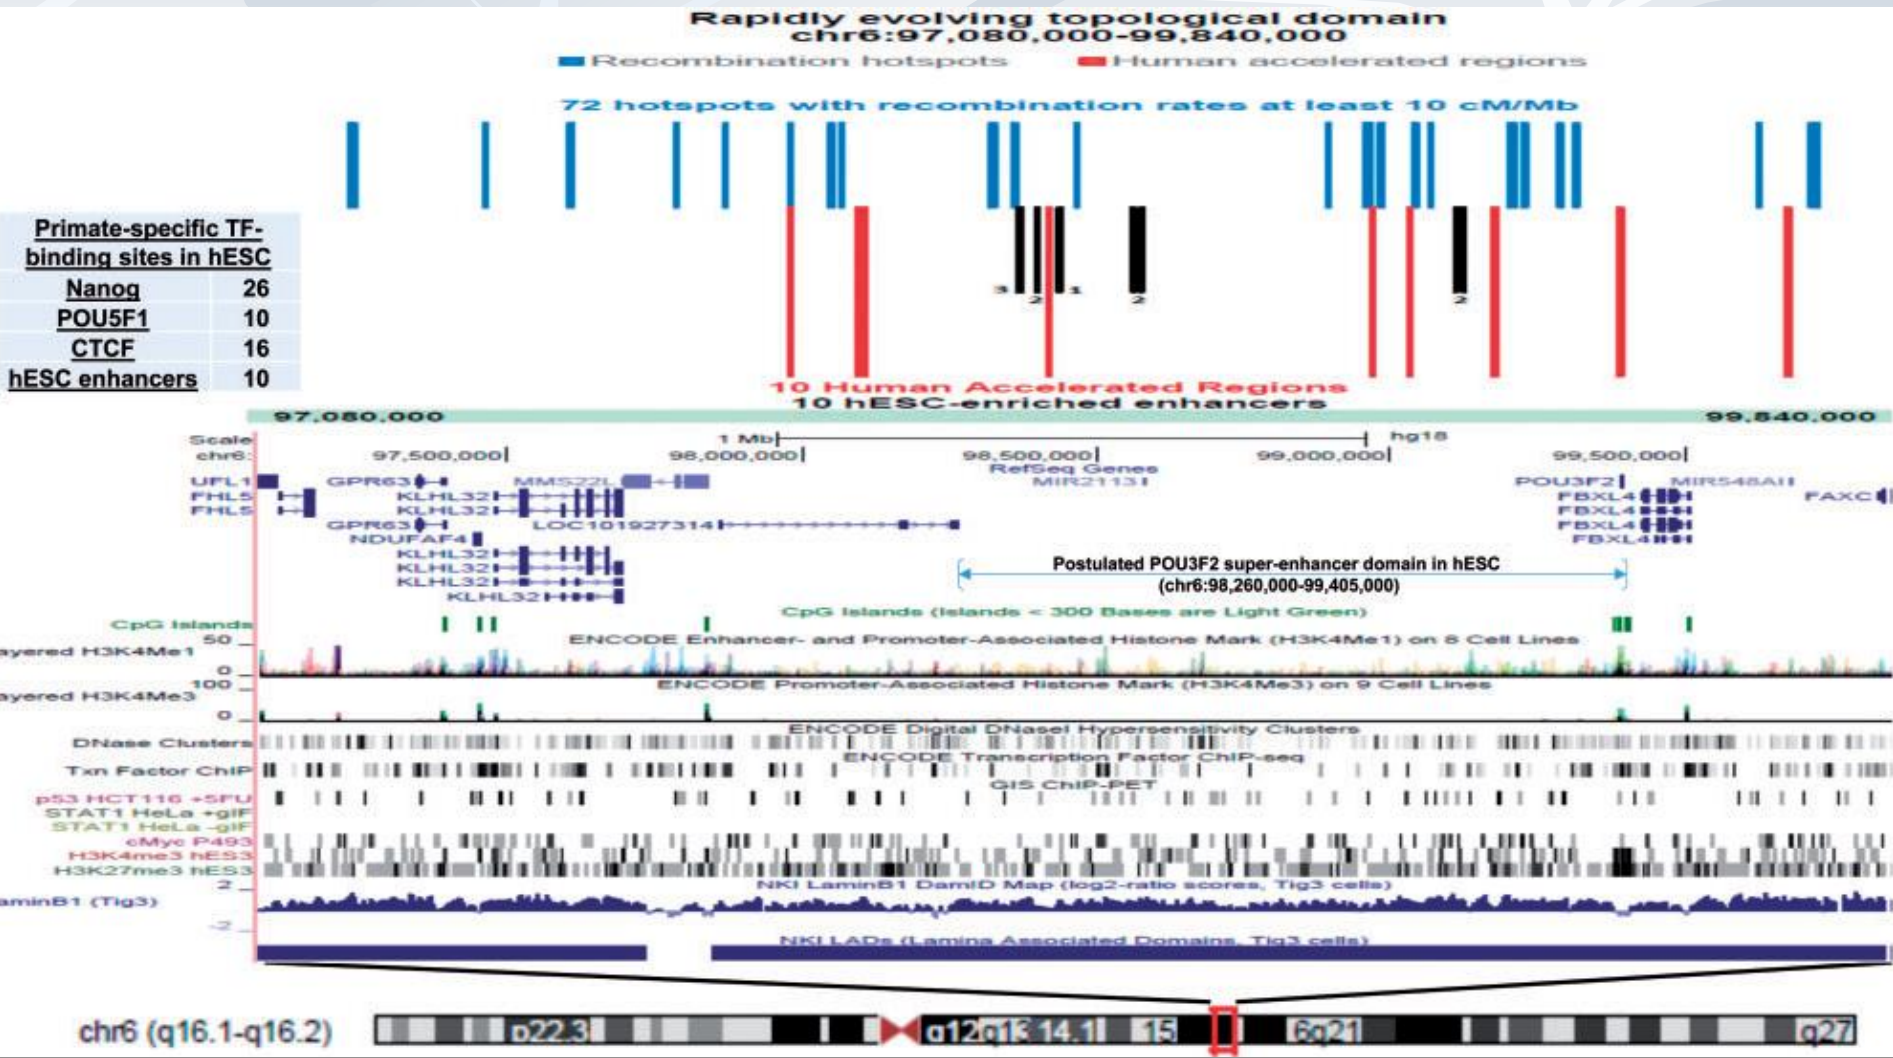 Rapidly evolving topological domain
chr6:97,080,000-99,840,000
Recombination hotspots Human accelerated regions
72 hotspots with recombination rates at least 10 cM/Mb
Primate-specific TF-
binding sites in hESC
Nanog 26
POU5F1 10
CTCF 16
hESC enhancers 10
3 2 1 2 2
10 Human Accelerated Regions
10 hESC-enriched enhancers
97,080,000 99,840,000
Scale 1 Mb hg18
chr6: 97,500,000 98,000,000 98,500,000 99,000,000 99,500,000
RefSeq Genes
UFL1 GPR63 MMS22L MIR2113 POU3F2 MIR548AI
FHL5 KLHL32 FBXL4 FAXC
FHL5 KLHL32 FBXL4
GPR63 LOC101927314 FBXL4
NDUFAF4 FBXL4
KLHL32
KLHL32
KLHL32
KLHL32
Postulated POU3F2 super-enhancer domain in hESC
(chr6:98,260,000-99,405,000)
CpG Islands (Islands < 300 Bases are Light Green)
CpG Islands
50
ENCODE Enhancer- and Promoter-Associated Histone Mark (H3K4Me1) on 8 Cell Lines
ayered H3K4Me1
0
100
ENCODE Promoter-Associated Histone Mark (H3K4Me3) on 9 Cell Lines
ayered H3K4Me3
0
ENCODE Digital DNaseI Hypersensitivity Clusters
DNase Clusters
ENCODE Transcription Factor ChIP-seq
Txn Factor ChIP
GIS ChIP-PET
p53 HCT116 +5FU
STAT1 HeLa +gIF
STAT1 HeLa -gIF
cMyc P493
H3K4me3 hES3
H3K27me3 hES3
2
NKI LaminB1 DamID Map (log2-ratio scores, Tig3 cells)
aminB1 (Tig3)
-2
NKI LADs (Lamina Associated Domains, Tig3 cells)
chr6 (q16.1-q16.2) p22.3 q12 q13 14.1 15 6q21 q27